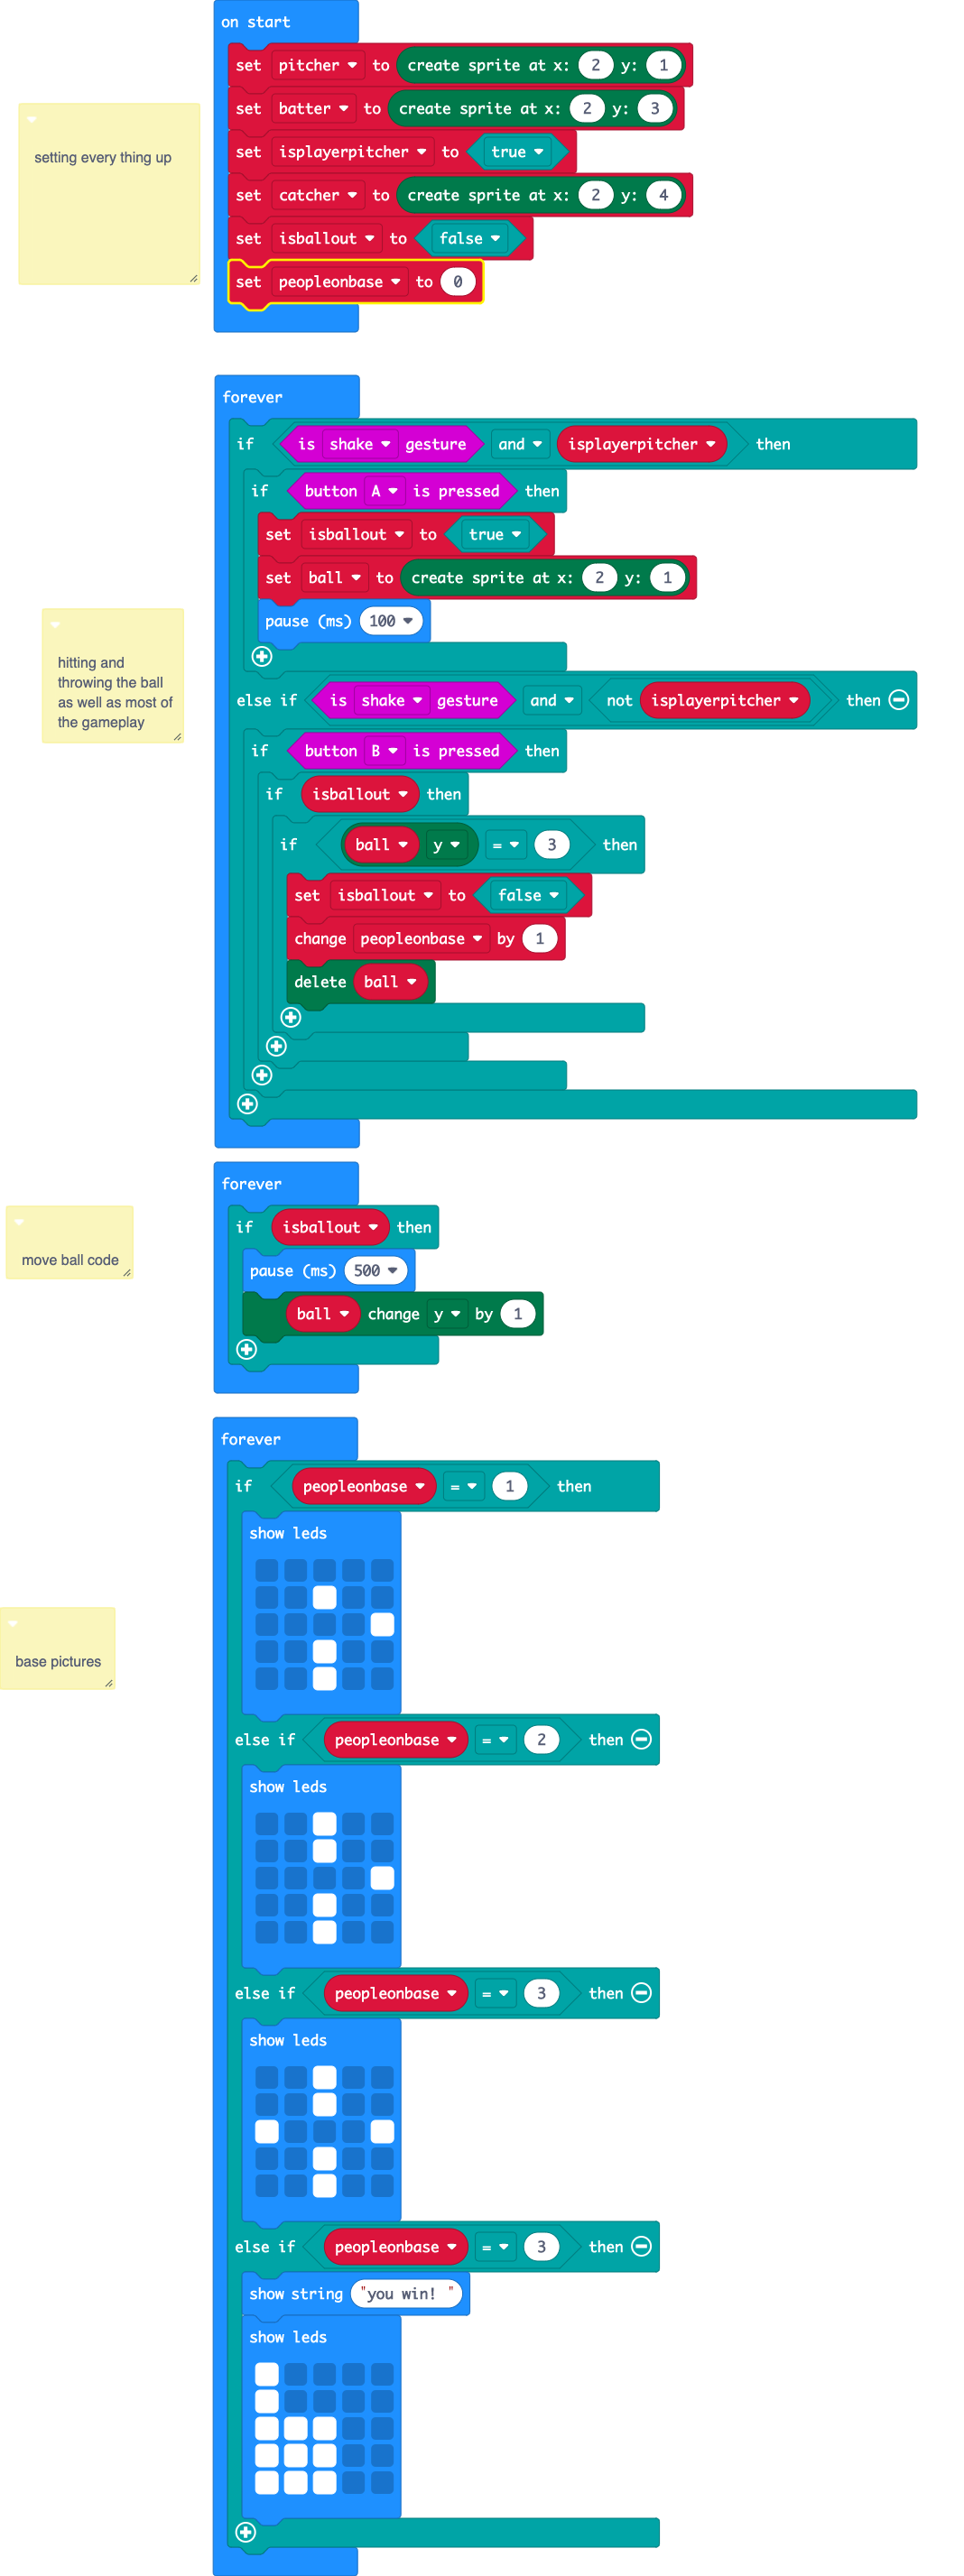 on start
set pitcher to create sprite at x: 2 y: 1
set batter to create sprite at x: 2 y: 3
setting every thing up
set isplayerpitcher to true
set catcher to create sprite at x: 2 y: 4
set isballout to false
set peopleonbase to 0
forever
if is shake gesture and isplayerpitcher then
if button A is pressed then
set isballout to true
set ball to create sprite at x: 2 y: 1
pause (ms) 100
hitting and
throwing the ball
as well as most of
the gameplay
else if is shake gesture and not isplayerpitcher then
if button B is pressed then
if isballout then
if ball y = 3 then
set isballout to false
change peopleonbase by 1
delete ball
forever
if isballout then
move ball code
pause (ms) 500
ball change y by 1
forever
if peopleonbase = 1 then
show leds
base pictures
else if peopleonbase = 2 then
show leds
else if peopleonbase = 3 then
show leds
else if peopleonbase = 3 then
show string "you win! "
show leds